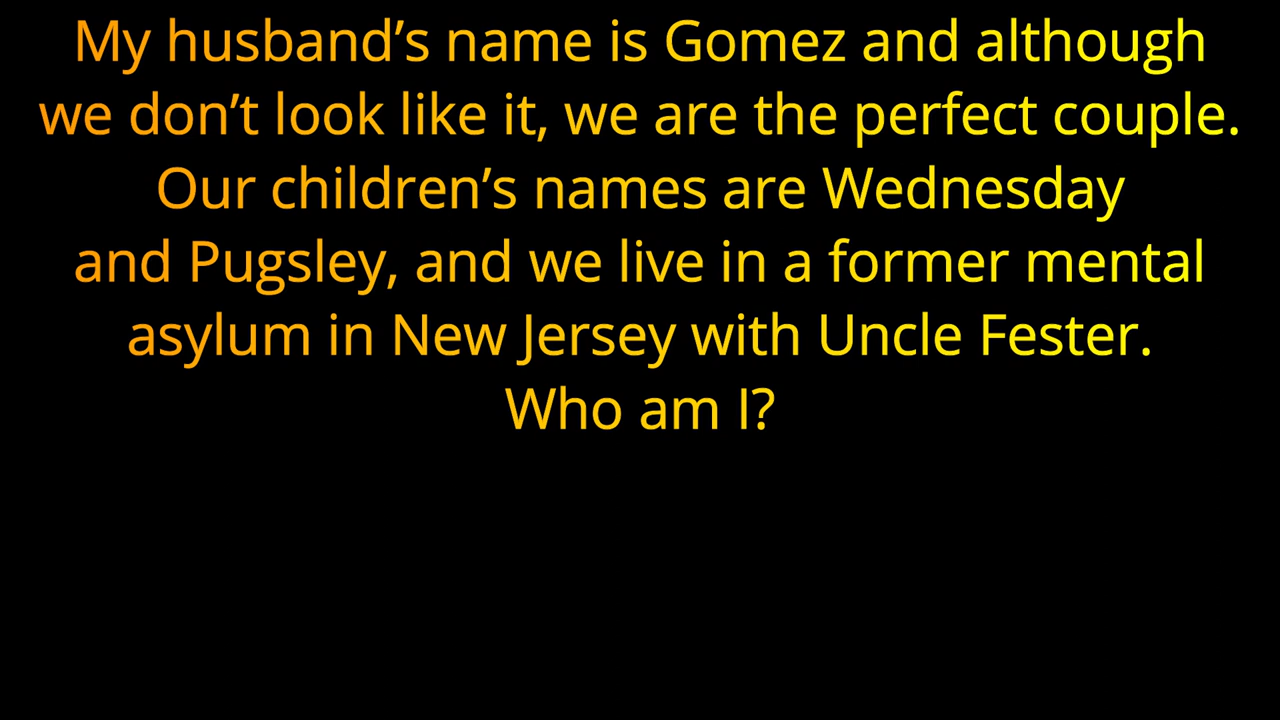 My husband’s name is Gomez and although
we don’t look like it, we are the perfect couple.
Our children’s names are Wednesday
and Pugsley, and we live in a former mental
asylum in New Jersey with Uncle Fester.
Who am I?